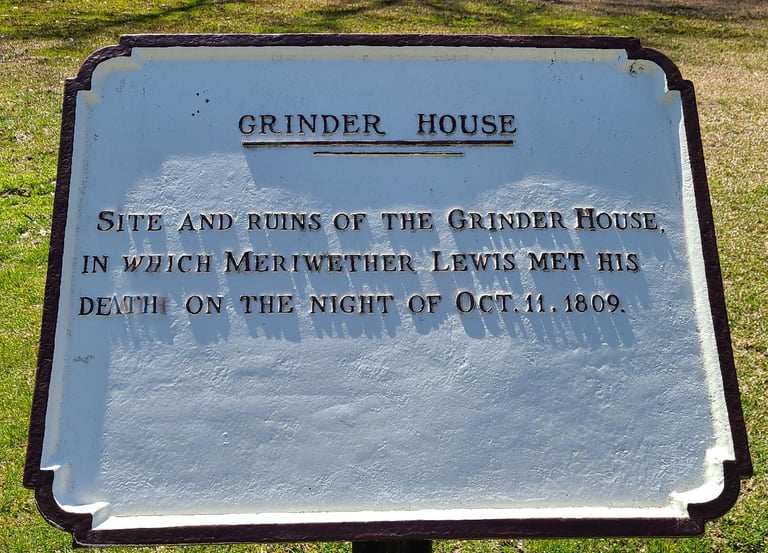 GRINDER HOUSE
SITE AND RUINS OF THE GRINDER HOUSE,
IN WHICH MERIWETHER LEWIS MET HIS
DEATH ON THE NIGHT OF OCT. 11. 1809.